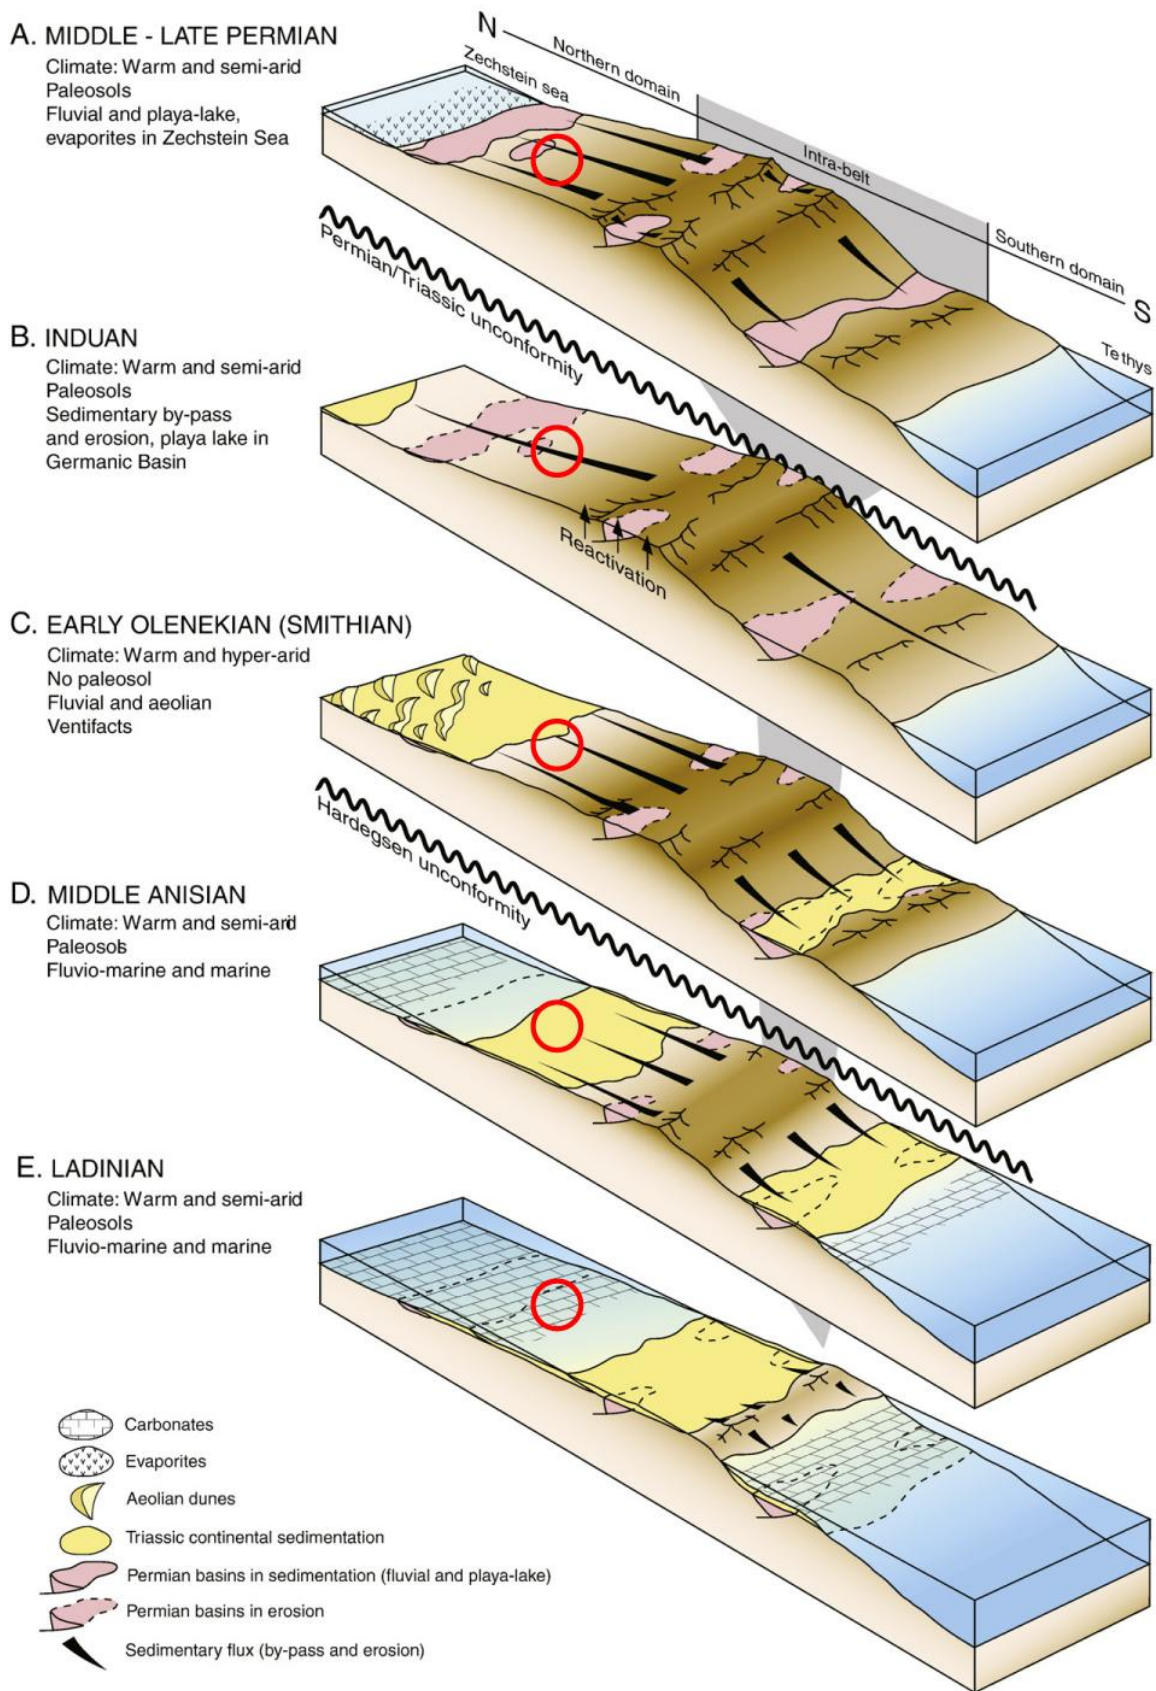 A. MIDDLE - LATE PERMIAN
Climate: Warm and semi-arid
Paleosols
Fluvial and playa-lake,
evaporites in Zechstein Sea
N
Northern domain
Zechstein sea
Intra-belt
Southern domain
S
Tethys
Permian/Triassic unconformity
B. INDUAN
Climate: Warm and semi-arid
Paleosols
Sedimentary by-pass
and erosion, playa lake in
Germanic Basin
Reactivation
C. EARLY OLENEKIAN (SMITHIAN)
Climate: Warm and hyper-arid
No paleosol
Fluvial and aeolian
Ventifacts
Hardegsen unconformity
D. MIDDLE ANISIAN
Climate: Warm and semi-arid
Paleosols
Fluvio-marine and marine
E. LADINIAN
Climate: Warm and semi-arid
Paleosols
Fluvio-marine and marine
Carbonates
Evaporites
Aeolian dunes
Triassic continental sedimentation
Permian basins in sedimentation (fluvial and playa-lake)
Permian basins in erosion
Sedimentary flux (by-pass and erosion)